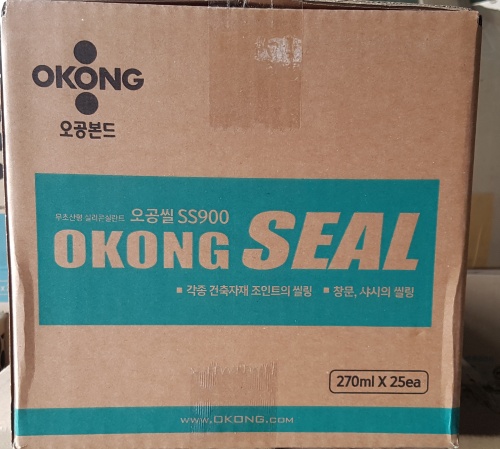 OKONG
오공본드
무초산형 실리콘실란트 오공씰 SS900
OKONG SEAL
■ 각종 건축자재 조인트의 씰링 ■ 창문, 샤시의 씰링
270ml X 25ea
www.OKONG.com